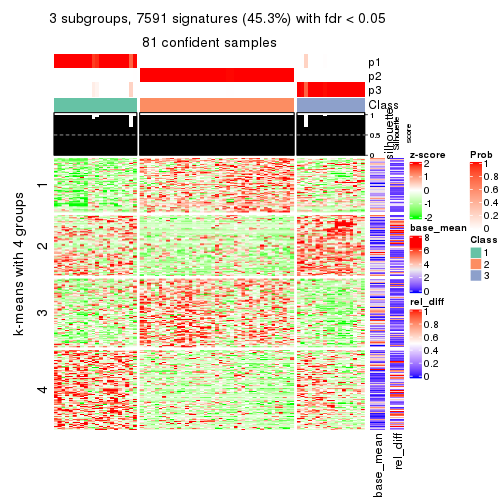 3 subgroups, 7591 signatures (45.3%) with fdr < 0.05
81 confident samples
p1
p2
p3
Class
1
0.5
0
silhouette
Silhouette
score
k-means with 4 groups
1
2
3
4
base_mean
rel_diff
z-score
2
1
0
-1
-2
base_mean
8
6
4
2
0
rel_diff
1
0.8
0.6
0.4
0.2
0
Prob
1
0.8
0.6
0.4
0.2
0
Class
1
2
3